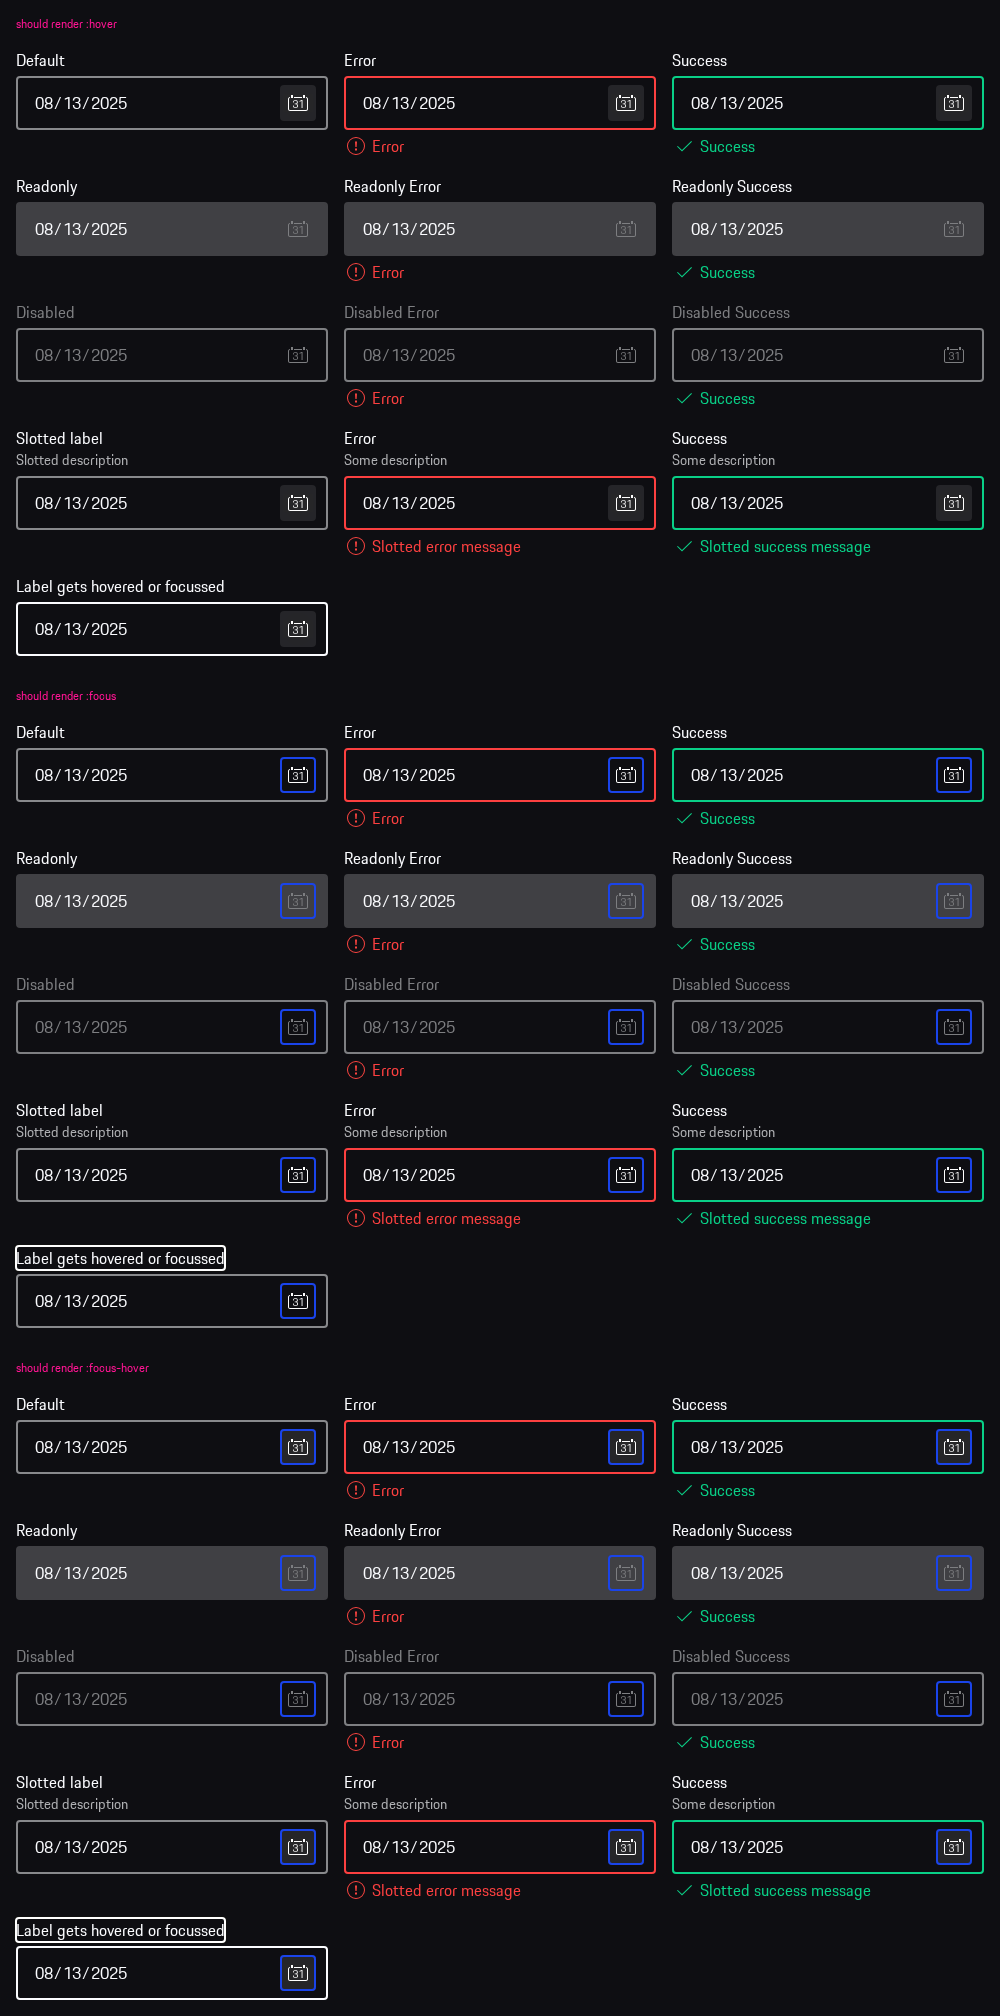 should render :hover
Default Error Success
08/13/2025 31 08/13/2025 31 08/13/2025 31
Error Success
Readonly Readonly Error Readonly Success
08/13/2025 31 08/13/2025 31 08/13/2025 31
Error Success
Disabled Disabled Error Disabled Success
08/13/2025 31 08/13/2025 31 08/13/2025 31
Error Success
Slotted label Error Success
Slotted description Some description Some description
08/13/2025 31 08/13/2025 31 08/13/2025 31
Slotted error message Slotted success message
Label gets hovered or focussed
08/13/2025 31
should render :focus
Default Error Success
08/13/2025 31 08/13/2025 31 08/13/2025 31
Error Success
Readonly Readonly Error Readonly Success
08/13/2025 31 08/13/2025 31 08/13/2025 31
Error Success
Disabled Disabled Error Disabled Success
08/13/2025 31 08/13/2025 31 08/13/2025 31
Error Success
Slotted label Error Success
Slotted description Some description Some description
08/13/2025 31 08/13/2025 31 08/13/2025 31
Slotted error message Slotted success message
Label gets hovered or focussed
08/13/2025 31
should render :focus-hover
Default Error Success
08/13/2025 31 08/13/2025 31 08/13/2025 31
Error Success
Readonly Readonly Error Readonly Success
08/13/2025 31 08/13/2025 31 08/13/2025 31
Error Success
Disabled Disabled Error Disabled Success
08/13/2025 31 08/13/2025 31 08/13/2025 31
Error Success
Slotted label Error Success
Slotted description Some description Some description
08/13/2025 31 08/13/2025 31 08/13/2025 31
Slotted error message Slotted success message
Label gets hovered or focussed
08/13/2025 31